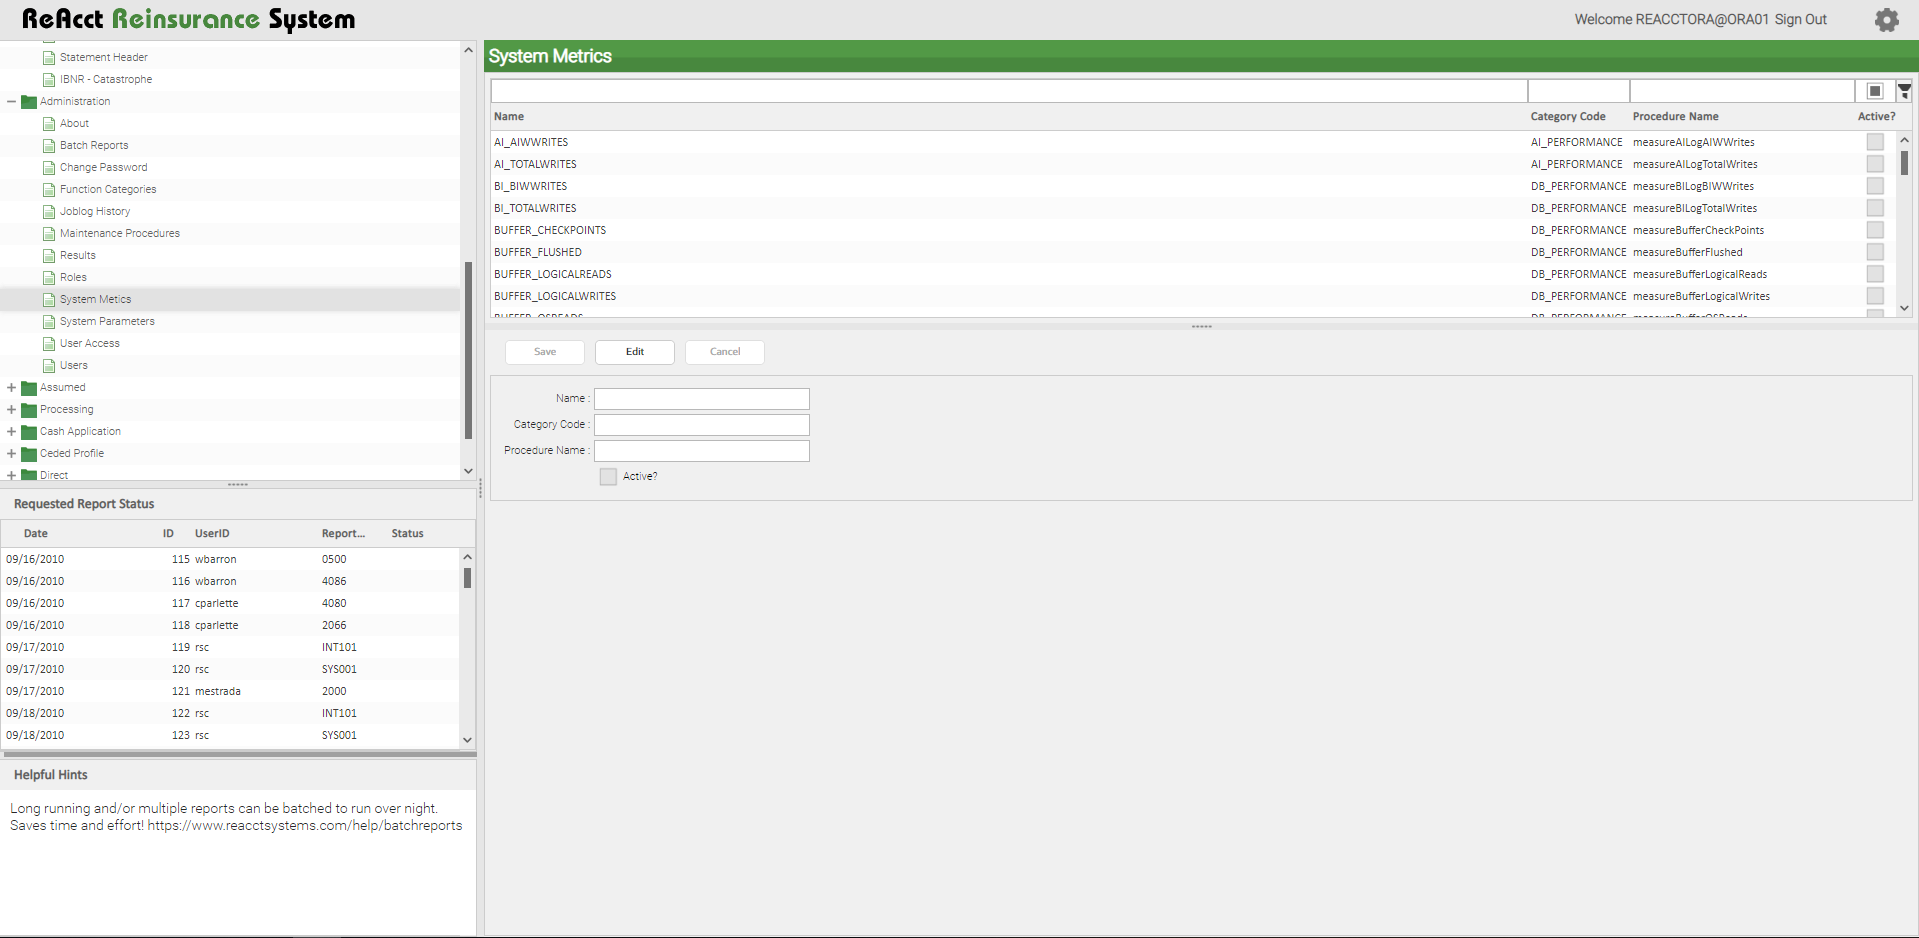 ReAcct Reinsurance System
Welcome REACCTORA@ORA01 Sign Out
Statement Header
IBNR - Catastrophe
Administration
About
Batch Reports
Change Password
Function Categories
Joblog History
Maintenance Procedures
Results
Roles
System Metics
System Parameters
User Access
Users
Assumed
Processing
Cash Application
Ceded Profile
Direct
Requested Report Status
Date ID UserID Report... Status
09/16/2010 115 wbarron 0500
09/16/2010 116 wbarron 4086
09/16/2010 117 cparlette 4080
09/16/2010 118 cparlette 2066
09/17/2010 119 rsc INT101
09/17/2010 120 rsc SYS001
09/17/2010 121 mestrada 2000
09/18/2010 122 rsc INT101
09/18/2010 123 rsc SYS001
Helpful Hints
Long running and/or multiple reports can be batched to run over night.
Saves time and effort! https://www.reacctsystems.com/help/batchreports
System Metrics
Name Category Code Procedure Name Active?
AI_AIWWRITES AI_PERFORMANCE measureAILogAIWWrites
AI_TOTALWRITES AI_PERFORMANCE measureAILogTotalWrites
BI_BIWWRITES DB_PERFORMANCE measureBILogBIWWrites
BI_TOTALWRITES DB_PERFORMANCE measureBILogTotalWrites
BUFFER_CHECKPOINTS DB_PERFORMANCE measureBufferCheckPoints
BUFFER_FLUSHED DB_PERFORMANCE measureBufferFlushed
BUFFER_LOGICALREADS DB_PERFORMANCE measureBufferLogicalReads
BUFFER_LOGICALWRITES DB_PERFORMANCE measureBufferLogicalWrites
BUFFER_OSREADS DB_PERFORMANCE measureBufferOSReads
Save Edit Cancel
Name :
Category Code :
Procedure Name :
Active?